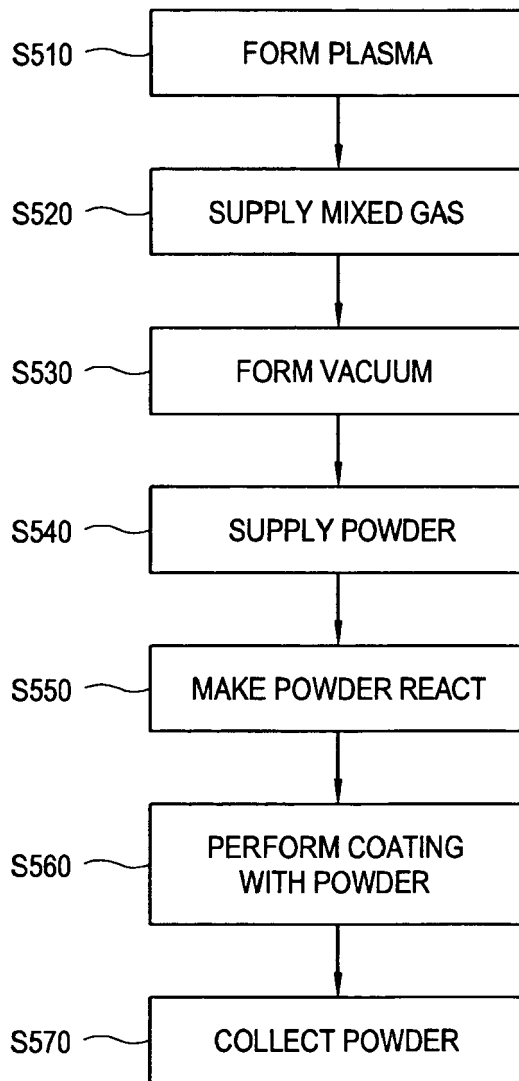 S510
FORM PLASMA
S520
SUPPLY MIXED GAS
S530
FORM VACUUM
S540
SUPPLY POWDER
S550
MAKE POWDER REACT
S560
PERFORM COATING
WITH POWDER
S570
COLLECT POWDER